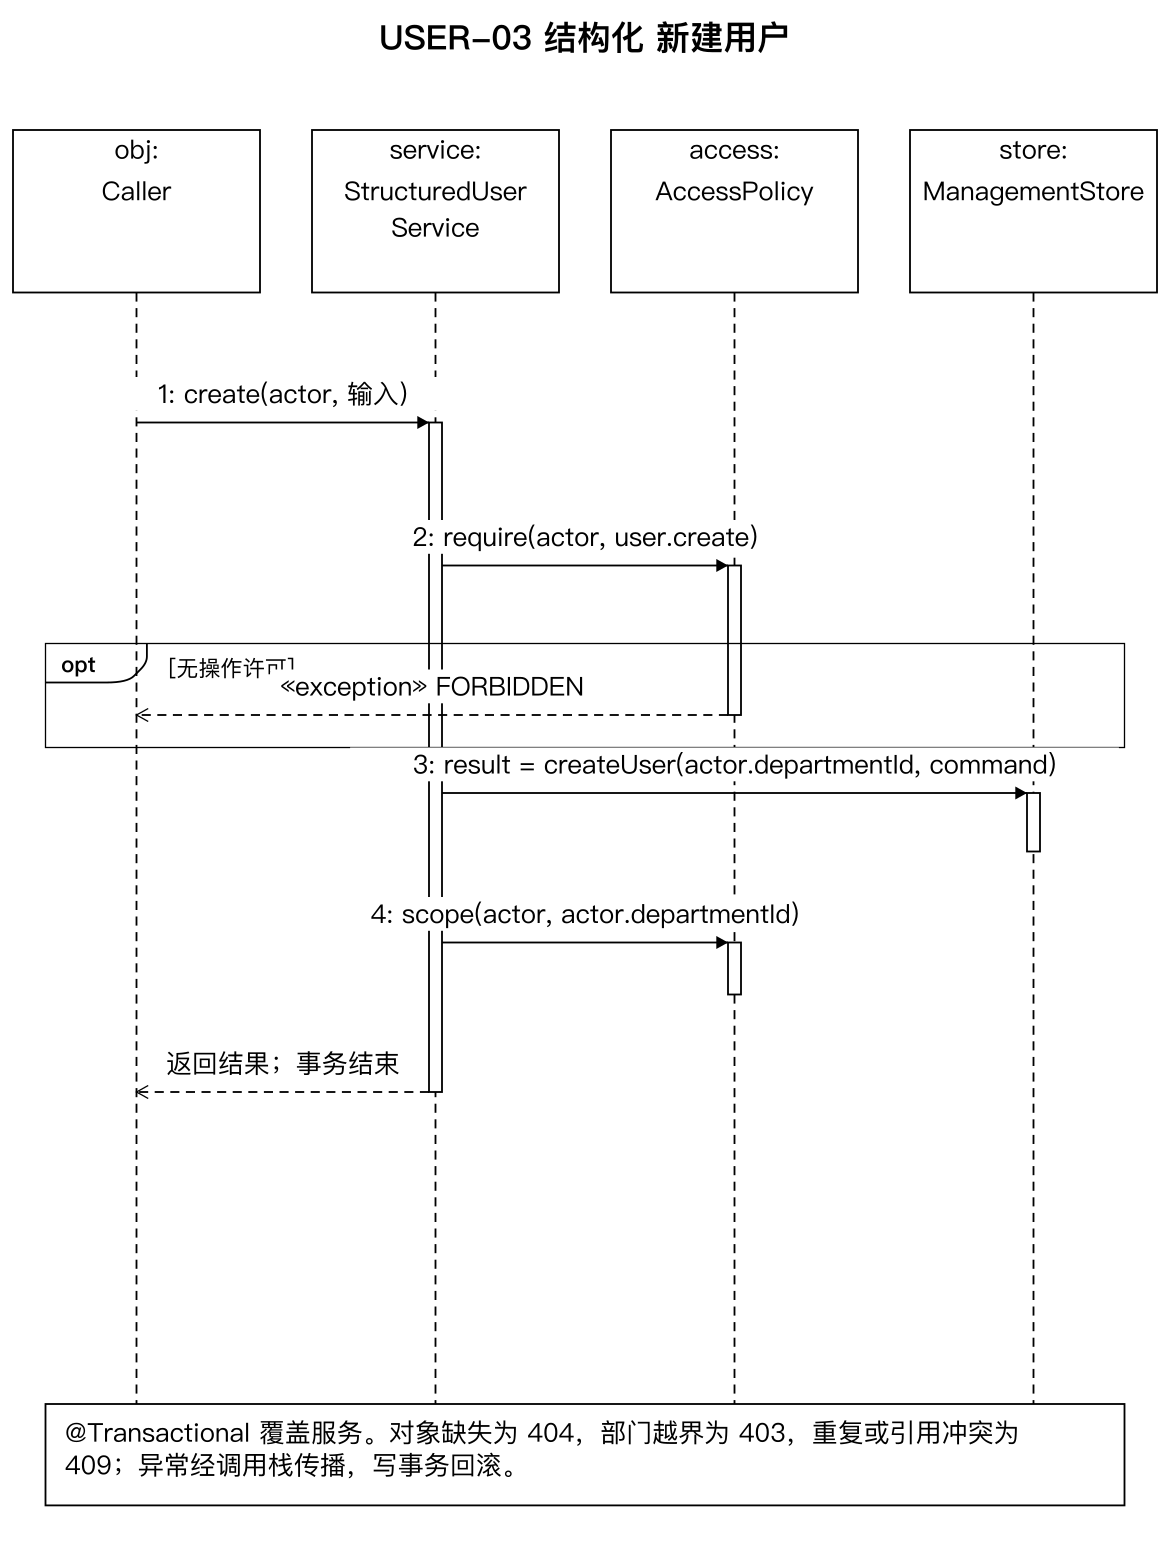 USER-03 结构化 新建用户
obj:
Caller
service:
StructuredUser
Service
access:
AccessPolicy
store:
ManagementStore
1: create(actor, 输入)
2: require(actor, user.create)
opt
[无操作许可]
«exception» FORBIDDEN
3: result = createUser(actor.departmentId, command)
4: scope(actor, actor.departmentId)
返回结果；事务结束
@Transactional 覆盖服务。对象缺失为 404，部门越界为 403，重复或引用冲突为
409；异常经调用栈传播，写事务回滚。